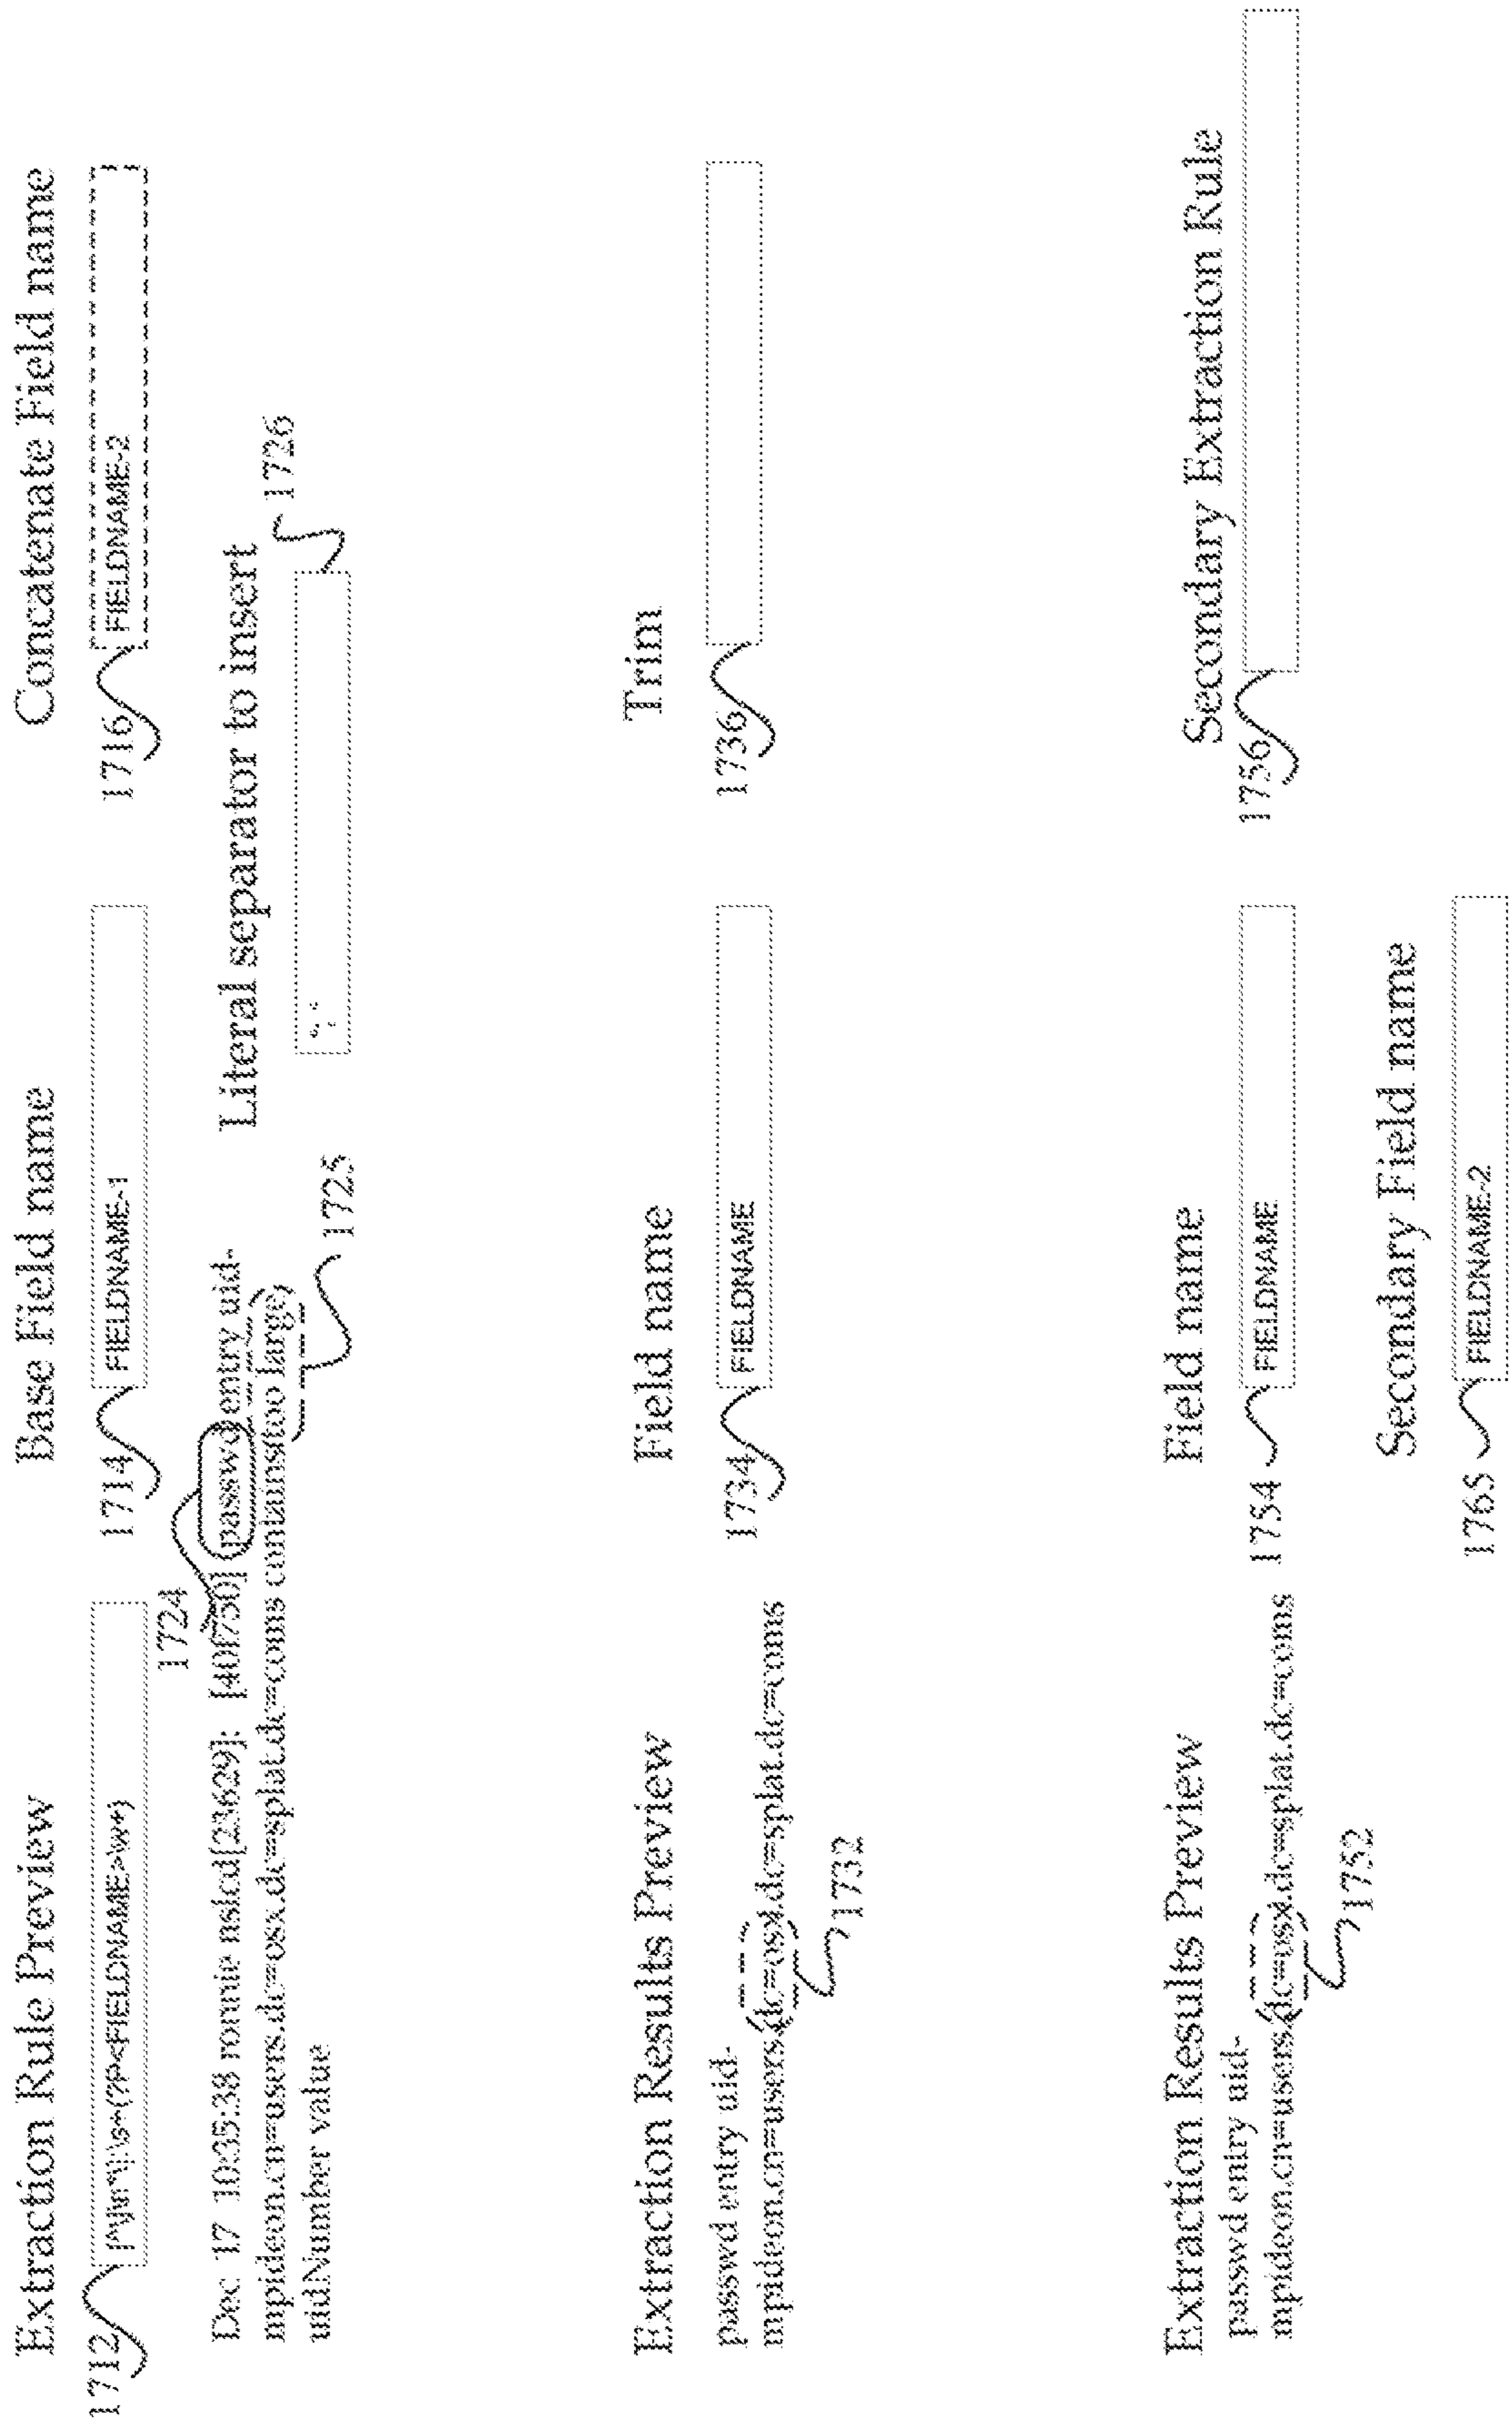 Extraction Rule Preview
Base Field name
Concatenate Field name
1712
1714
FIELDNAME-1
1716
FIELDNAME-2
1724
Dec 17 10:35:38 ronnie nslcd[23629]: [40f750] passwd entry uid-
mpideon.cn=users.dc=osx.dc=splat.dc=coms contains too large
uidNumber value
1725
Literal separator to insert
1726
Extraction Results Preview
Field name
Trim
passwd entry uid-
mpideon.cn=users.dc=osx.dc=splat.dc=coms
1732
1734
FIELDNAME
1736
Extraction Results Preview
Field name
Secondary Extraction Rule
passwd entry uid-
mpideon.cn=users.dc=osx.dc=splat.dc=coms
1752
1754
FIELDNAME
1756
Secondary Field name
1765
FIELDNAME-2